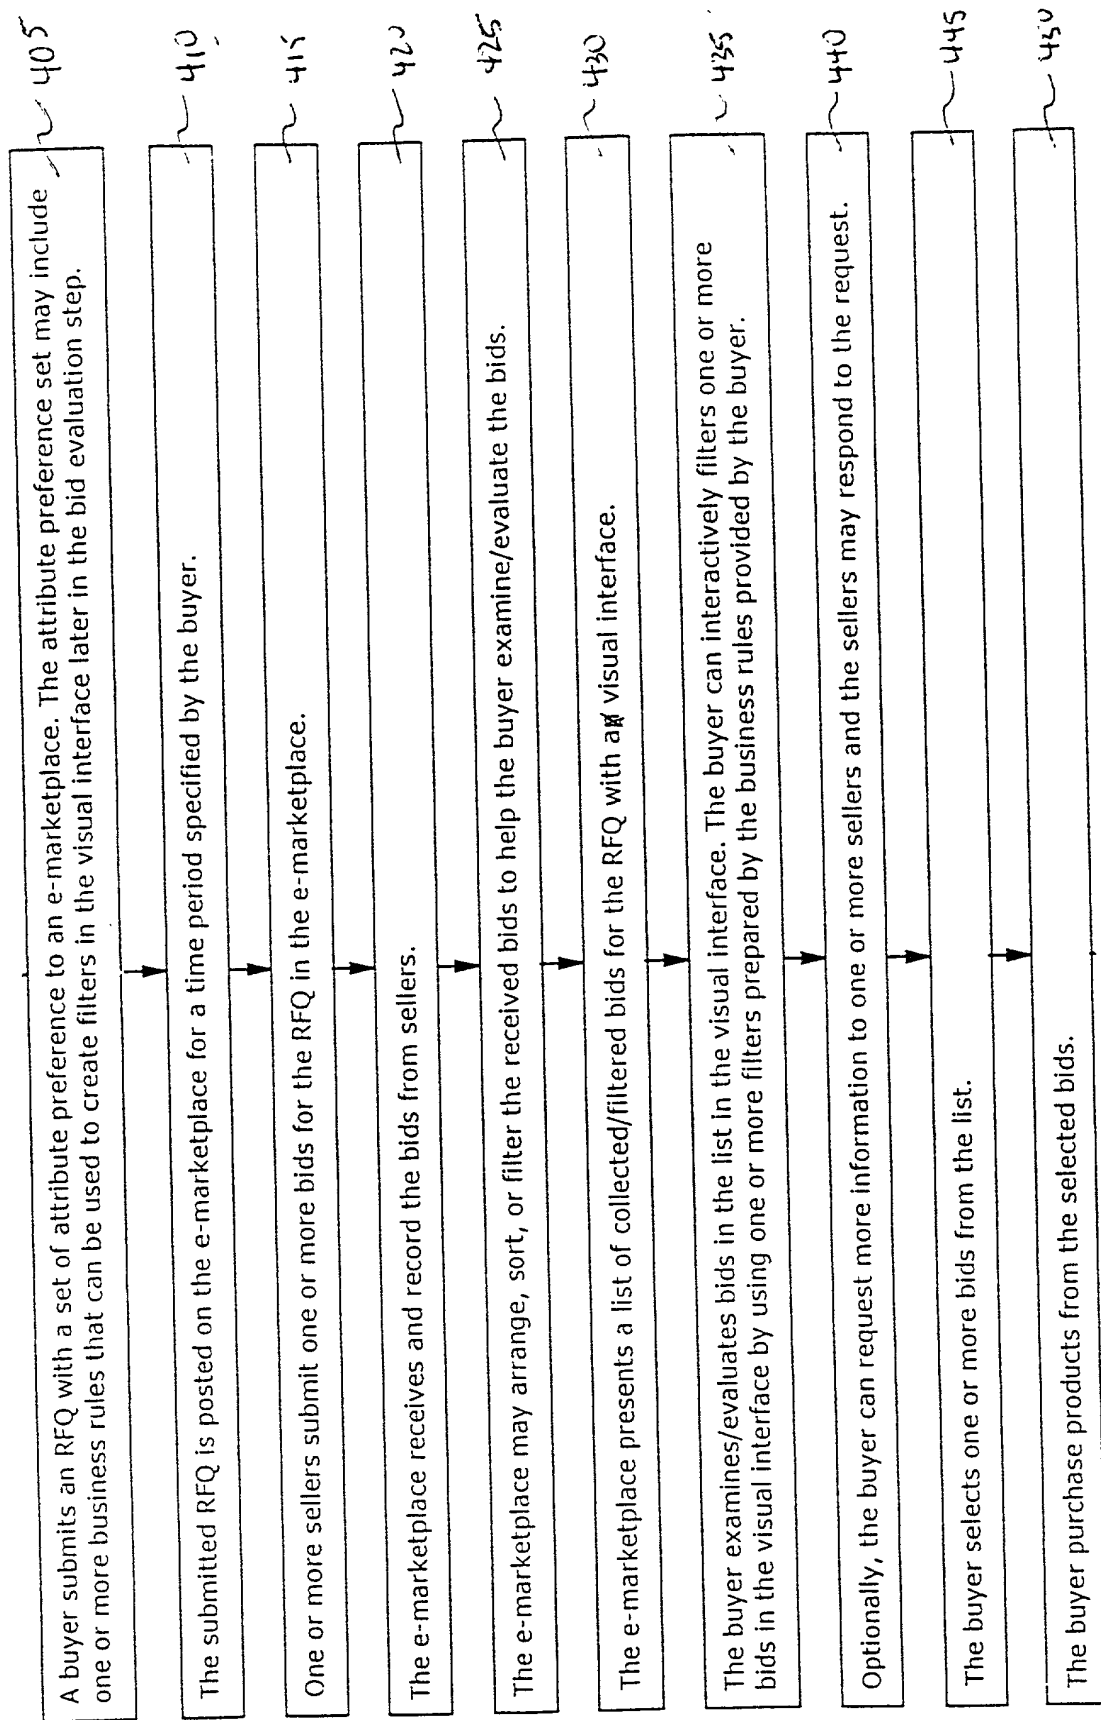 A buyer submits an RFQ with a set of attribute preference to an e-marketplace. The attribute preference set may include
one or more business rules that can be used to create filters in the visual interface later in the bid evaluation step.
405
The submitted RFQ is posted on the e-marketplace for a time period specified by the buyer.
410
One or more sellers submit one or more bids for the RFQ in the e-marketplace.
415
The e-marketplace receives and record the bids from sellers.
420
The e-marketplace may arrange, sort, or filter the received bids to help the buyer examine/evaluate the bids.
425
The e-marketplace presents a list of collected/filtered bids for the RFQ with a visual interface.
430
The buyer examines/evaluates bids in the list in the visual interface. The buyer can interactively filters one or more
bids in the visual interface by using one or more filters prepared by the business rules provided by the buyer.
435
Optionally, the buyer can request more information to one or more sellers and the sellers may respond to the request.
440
The buyer selects one or more bids from the list.
445
The buyer purchase products from the selected bids.
450